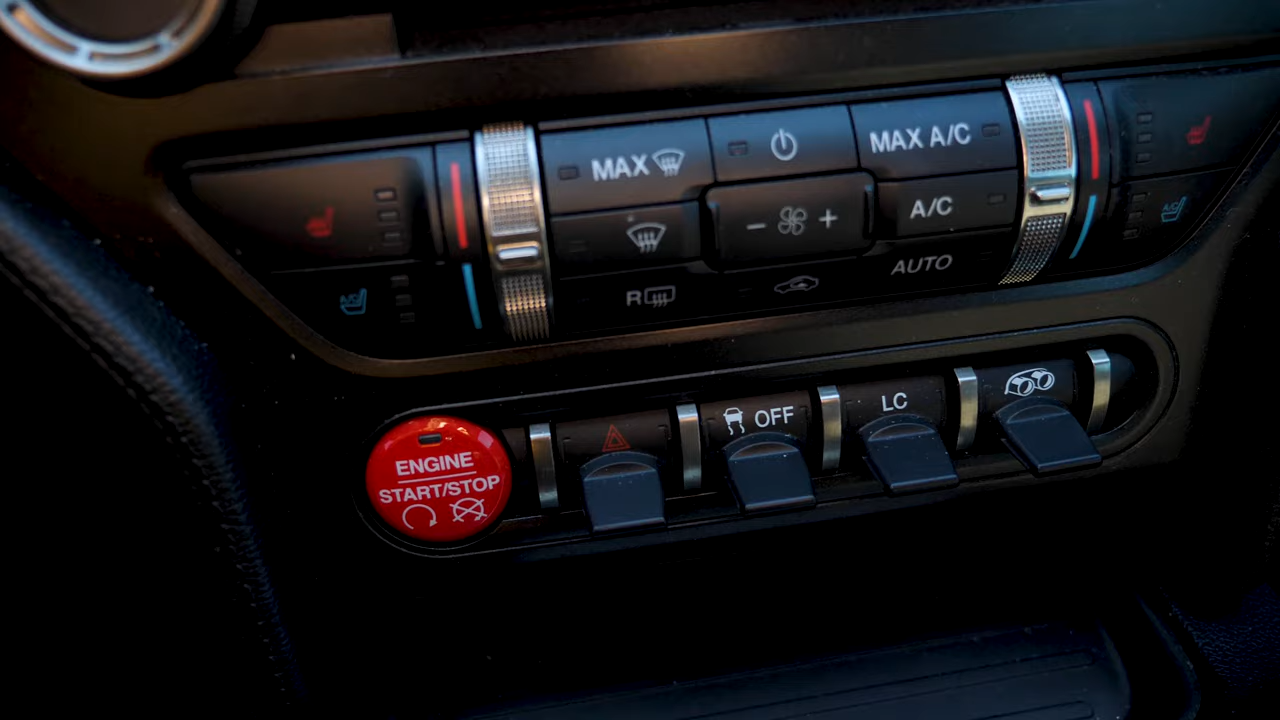 MAX
MAX A/C
- +
A/C
R
AUTO
A/C
A/C
OFF
LC
ENGINE
START/STOP